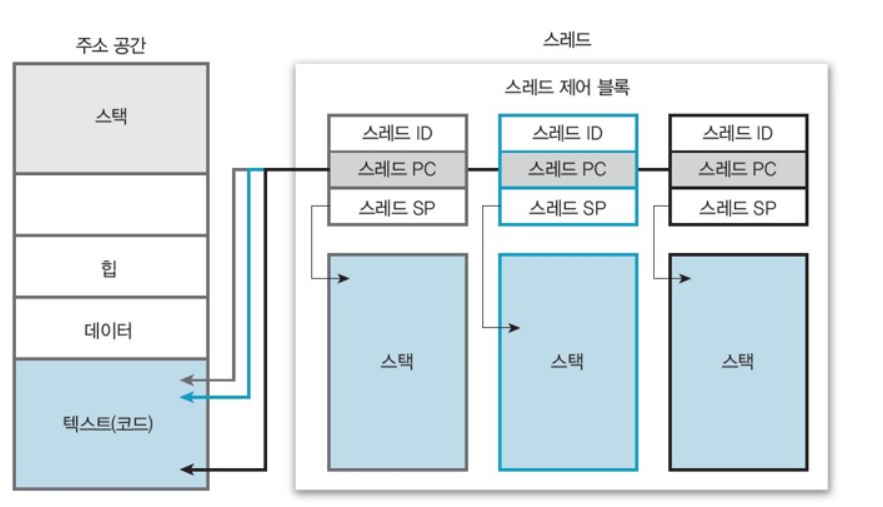 주소 공간
스택
힙
데이터
텍스트(코드)
스레드
스레드 제어 블록
스레드 ID
스레드 PC
스레드 SP
스택
스레드 ID
스레드 PC
스레드 SP
스택
스레드 ID
스레드 PC
스레드 SP
스택